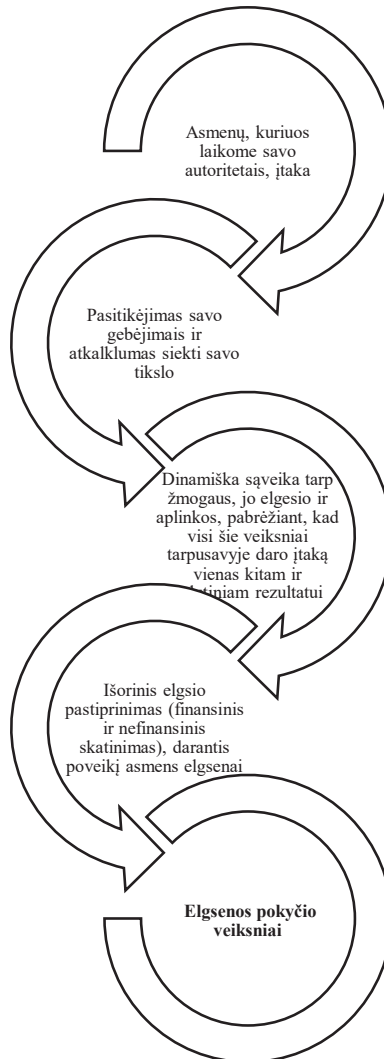 Asmenų, kuriuos
laikome savo
autoritetais, įtaka
Pasitikėjimas savo
gebėjimais ir
atkalklumas siekti savo
tikslo
Dinamiška sąveika tarp
žmogaus, jo elgesio ir
aplinkos, pabrėžiant, kad
visi šie veiksniai
tarpusavyje daro įtaką
vienas kitam ir
rezultatui
Išorinis elgsio
pastiprinimas (finansinis
ir nefinansinis
skatinimas), darantis
poveikį asmens elgsenai
Elgsenos pokyčio
veiksniai